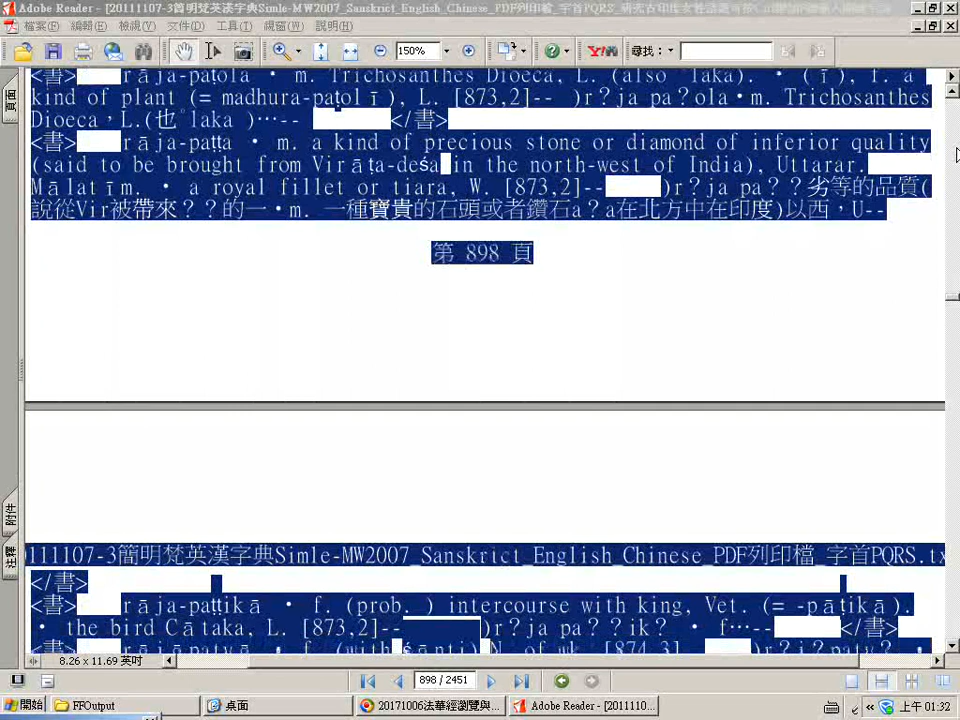 Adobe Reader - [20111107-3簡明梵英漢字典Simle-MW2007_Sanskrict_English_Chinese_PDF列印檔_字首PQRS.
檔案(F) 編輯(E) 檢視(V) 文件(D) 工具(T) 視窗(W) 說明(H)
150% Y! 尋找:
頁面
<書> rāja-paṭola ‧ m. Trichosanthes Dioeca, L. (also °laka). ‧ (ī), f. a
kind of plant (= madhura-paṭolī), L. [873,2]-- )r?ja pa?ola‧m. Trichosanthes
Dioeca，L.(也°laka )…-- </書>
<書> rāja-paṭṭa ‧ m. a kind of precious stone or diamond of inferior quality
(said to be brought from Virāṭa-deśa in the north-west of India), Uttarar.
Mālatīm. ‧ a royal fillet or tiara, W. [873,2]-- )r?ja pa??劣等的品質(
說從Vir被帶來??的一‧m. 一種寶貴的石頭或者鑽石a?a在北方中在印度)以西，U--
第 898 頁
111107-3簡明梵英漢字典Simle-MW2007_Sanskrict_English_Chinese_PDF列印檔_字首PQRS.tx
</書>
<書> rāja-paṭṭikā ‧ f. (prob. ) intercourse with king, Vet. (= -pāṭikā).
‧ the bird Cātaka, L. [873,2]-- )r?ja pa??ik? ‧ f…-- </書>
<書> rājapatya ‧ f. (with śānti) N. of wk. [874,3] )r?j?paty?
附件
注釋
8.26 x 11.69 英吋
898 / 2451
開始 FFOutput 桌面 20171006法華經瀏覽與... Adobe Reader - [2011110... 上午 01:32